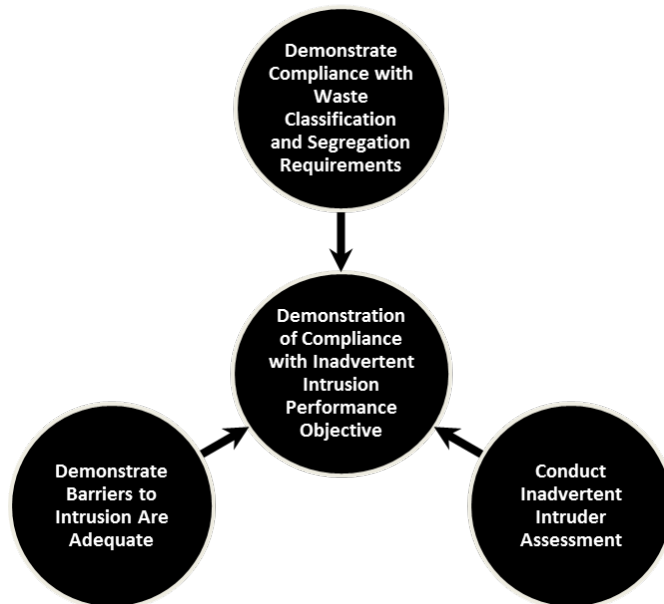 Demonstrate
Compliance with
Waste
Classification
and Segregation
Requirements
Demonstration
of Compliance
with Inadvertent
Intrusion
Performance
Objective
Demonstrate
Barriers to
Intrusion Are
Adequate
Conduct
Inadvertent
Intruder
Assessment